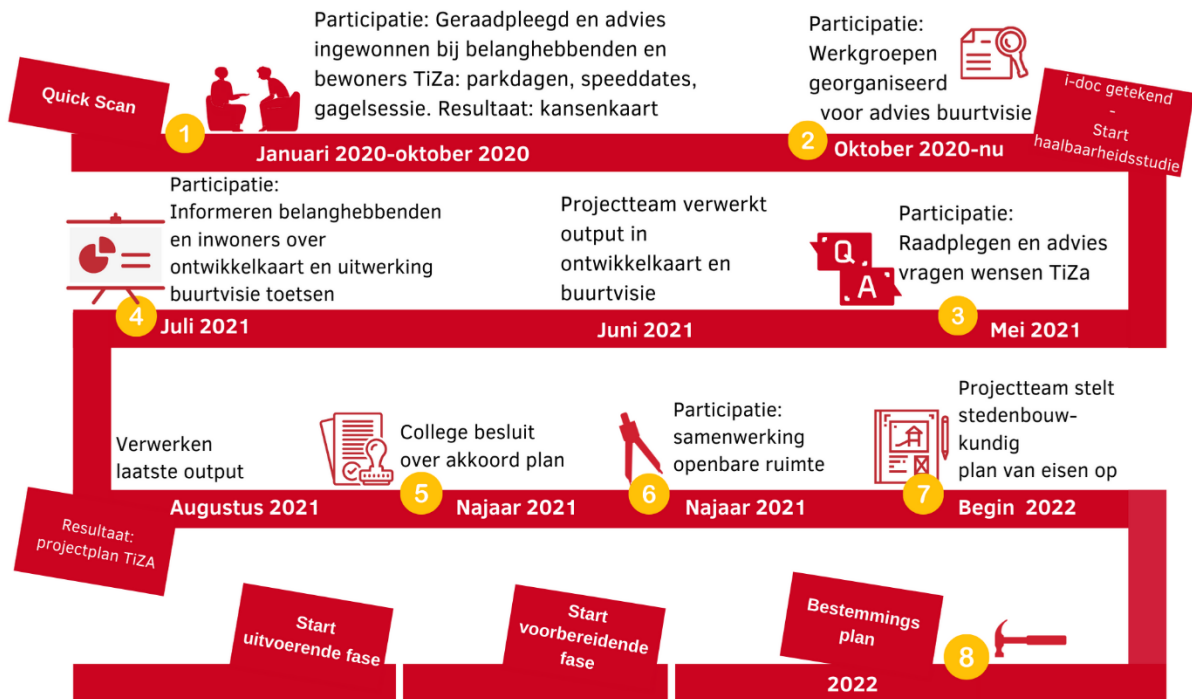 Quick Scan
Participatie: Geraadpleegd en advies
ingewonnen bij belanghebbenden en
bewoners TiZa: parkdagen, speeddates,
gagelsessie. Resultaat: kansenkaart
1
Januari 2020-oktober 2020
Participatie:
Werkgroepen
georganiseerd
voor advies buurtvisie
2
Oktober 2020-nu
i-doc getekend
-
Start
haalbaarheidsstudie
Participatie:
Informeren belanghebbenden
en inwoners over
ontwikkelkaart en uitwerking
buurtvisie toetsen
4
Juli 2021
Projectteam verwerkt
output in
ontwikkelkaart en
buurtvisie
Juni 2021
Q
A
Participatie:
Raadplegen en advies
vragen wensen TiZa
3
Mei 2021
Verwerken
laatste output
Augustus 2021
College besluit
over akkoord plan
5
Najaar 2021
Participatie:
samenwerking
openbare ruimte
6
Najaar 2021
Projectteam stelt
stedenbouw-
kundig
plan van eisen op
7
Begin 2022
Resultaat:
projectplan TiZA
Start
uitvoerende fase
Start
voorbereidende
fase
Bestemmings
plan
8
2022